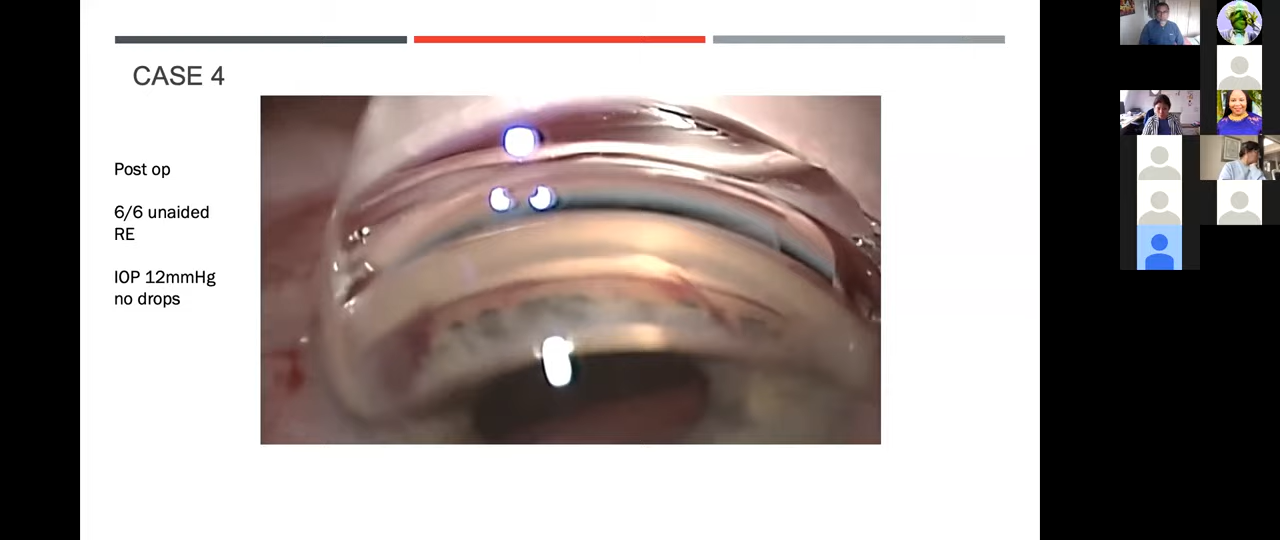 CASE 4
Post op
6/6 unaided
RE
IOP 12mmHg
no drops